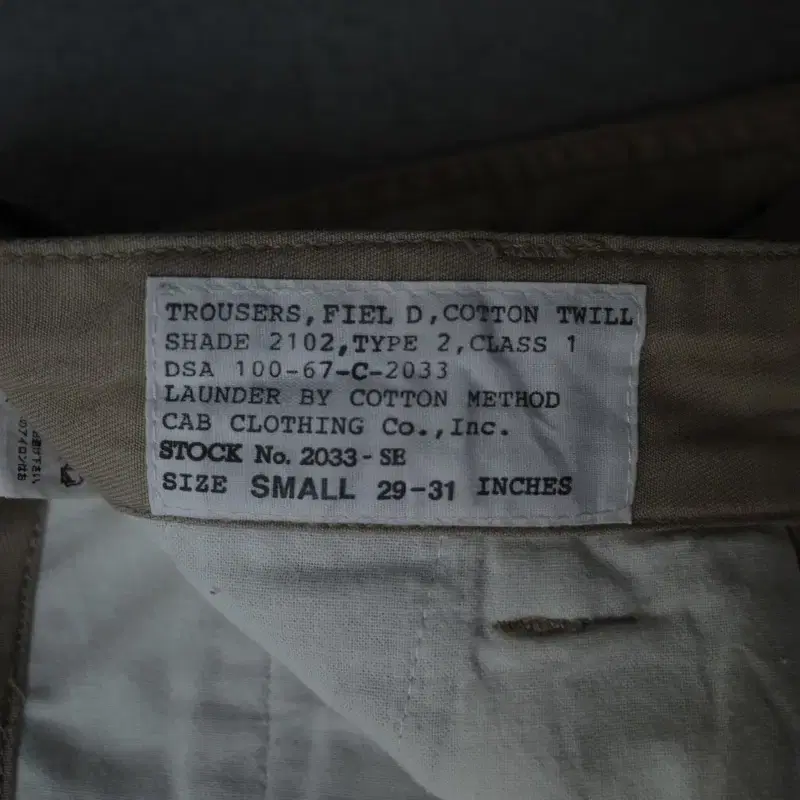 TROUSERS, FIEL D, COTTON TWILL
SHADE 2102, TYPE 2, CLASS 1
DSA 100-67-C-2033
LAUNDER BY COTTON METHOD
CAB CLOTHING Co., Inc.
STOCK No. 2033-SE
SIZE SMALL 29-31 INCHES